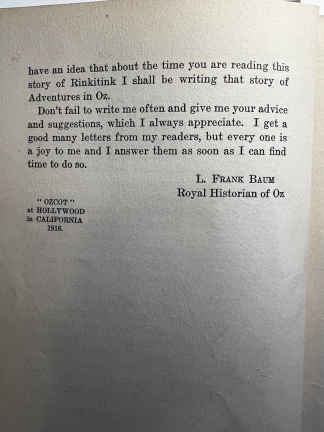 have an idea that about the time you are reading this
story of Rinkitink I shall be writing that story of
Adventures in Oz.
Don't fail to write me often and give me your advice
and suggestions, which I always appreciate. I get a
good many letters from my readers, but every one is
a joy to me and I answer them as soon as I can find
time to do so.
L. FRANK BAUM
Royal Historian of Oz
"OZCOT"
at HOLLYWOOD
in CALIFORNIA
1916.